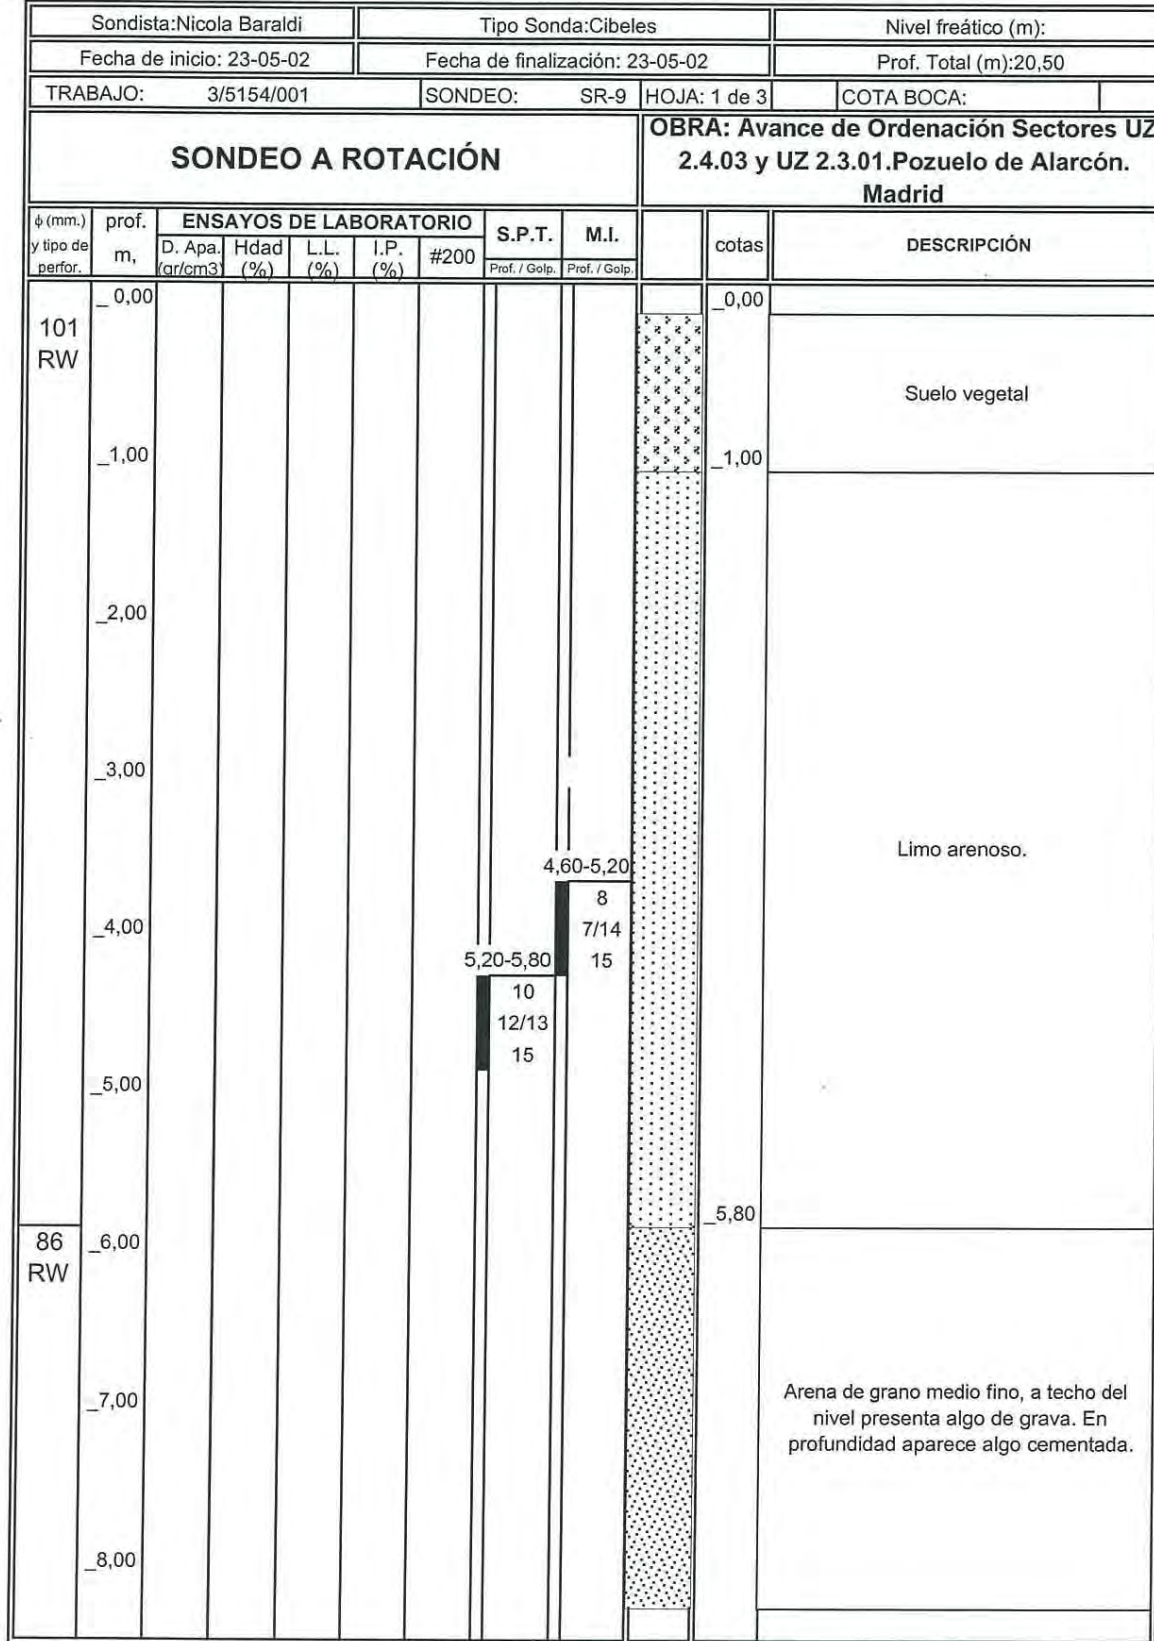 Sondista:Nicola Baraldi Tipo Sonda:Cibeles Nivel freático (m):
Fecha de inicio: 23-05-02 Fecha de finalización: 23-05-02 Prof. Total (m):20,50
TRABAJO: 3/5154/001 SONDEO: SR-9 HOJA: 1 de 3 COTA BOCA:
SONDEO A ROTACIÓN
OBRA: Avance de Ordenación Sectores UZ
2.4.03 y UZ 2.3.01.Pozuelo de Alarcón.
Madrid
ϕ (mm.)
y tipo de
perfor.
prof.
m,
ENSAYOS DE LABORATORIO
D. Apa.
(gr/cm3)
Hdad
(%)
L.L.
(%)
I.P.
(%)
#200
S.P.T.
Prof. / Golp.
M.I.
Prof. / Golp.
cotas
DESCRIPCIÓN
_ 0,00 _0,00
101
RW
Suelo vegetal
_1,00 _1,00
_2,00
_3,00
Limo arenoso.
4,60-5,20
8
7/14
15
_4,00
5,20-5,80
10
12/13
15
_5,00
_5,80
86
RW
_6,00
_7,00
Arena de grano medio fino, a techo del
nivel presenta algo de grava. En
profundidad aparece algo cementada.
_8,00